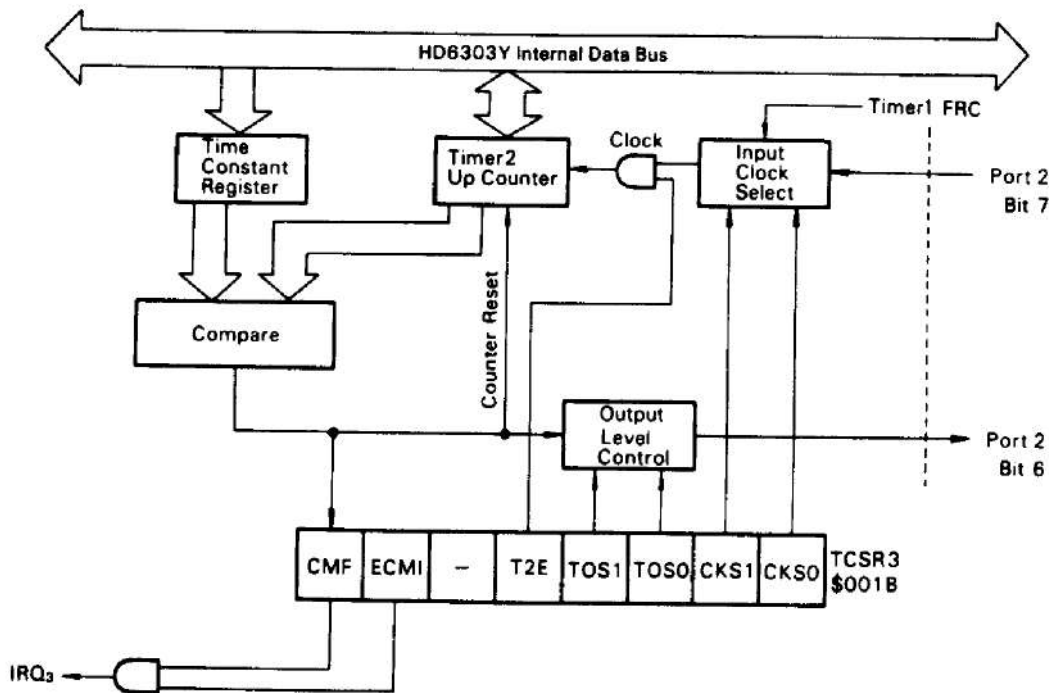 HD6303Y Internal Data Bus
Timer1 FRC
Time
Constant
Register
Timer2
Up Counter
Clock
Input
Clock
Select
Port 2
Bit 7
Compare
Counter Reset
Output
Level
Control
Port 2
Bit 6
CMF ECMI – T2E TOS1 TOS0 CKS1 CKS0
TCSR3
$001B
IRQ3